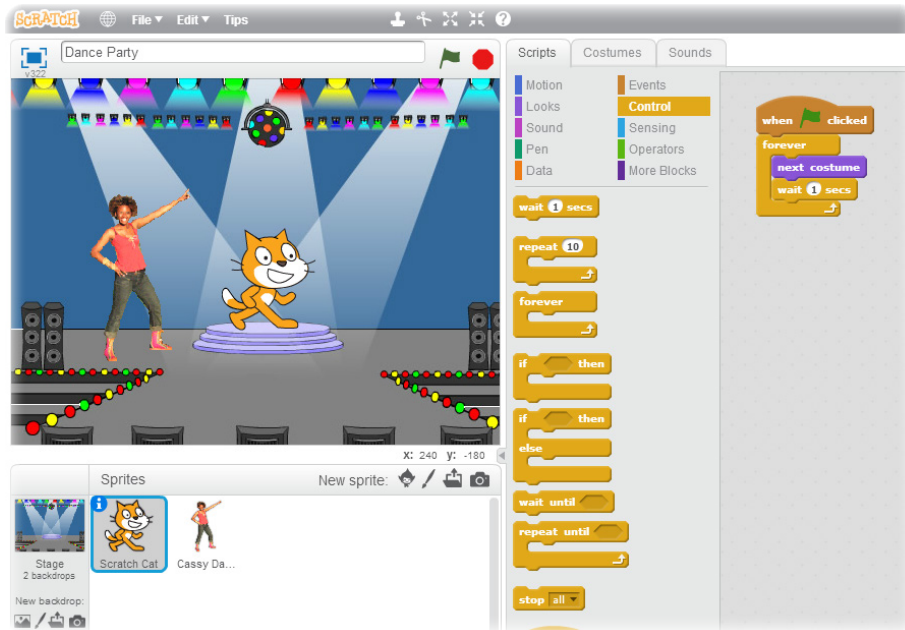 SCRATCH File Edit Tips
Dance Party
v322
X: 240 y: -180
Sprites New sprite:
Stage
2 backdrops
New backdrop:
Scratch Cat
Cassy Da...
Scripts Costumes Sounds
Motion Events
Looks Control
Sound Sensing
Pen Operators
Data More Blocks
wait 1 secs
repeat 10
forever
if then
if then
else
wait until
repeat until
stop all
when clicked
forever
next costume
wait 1 secs